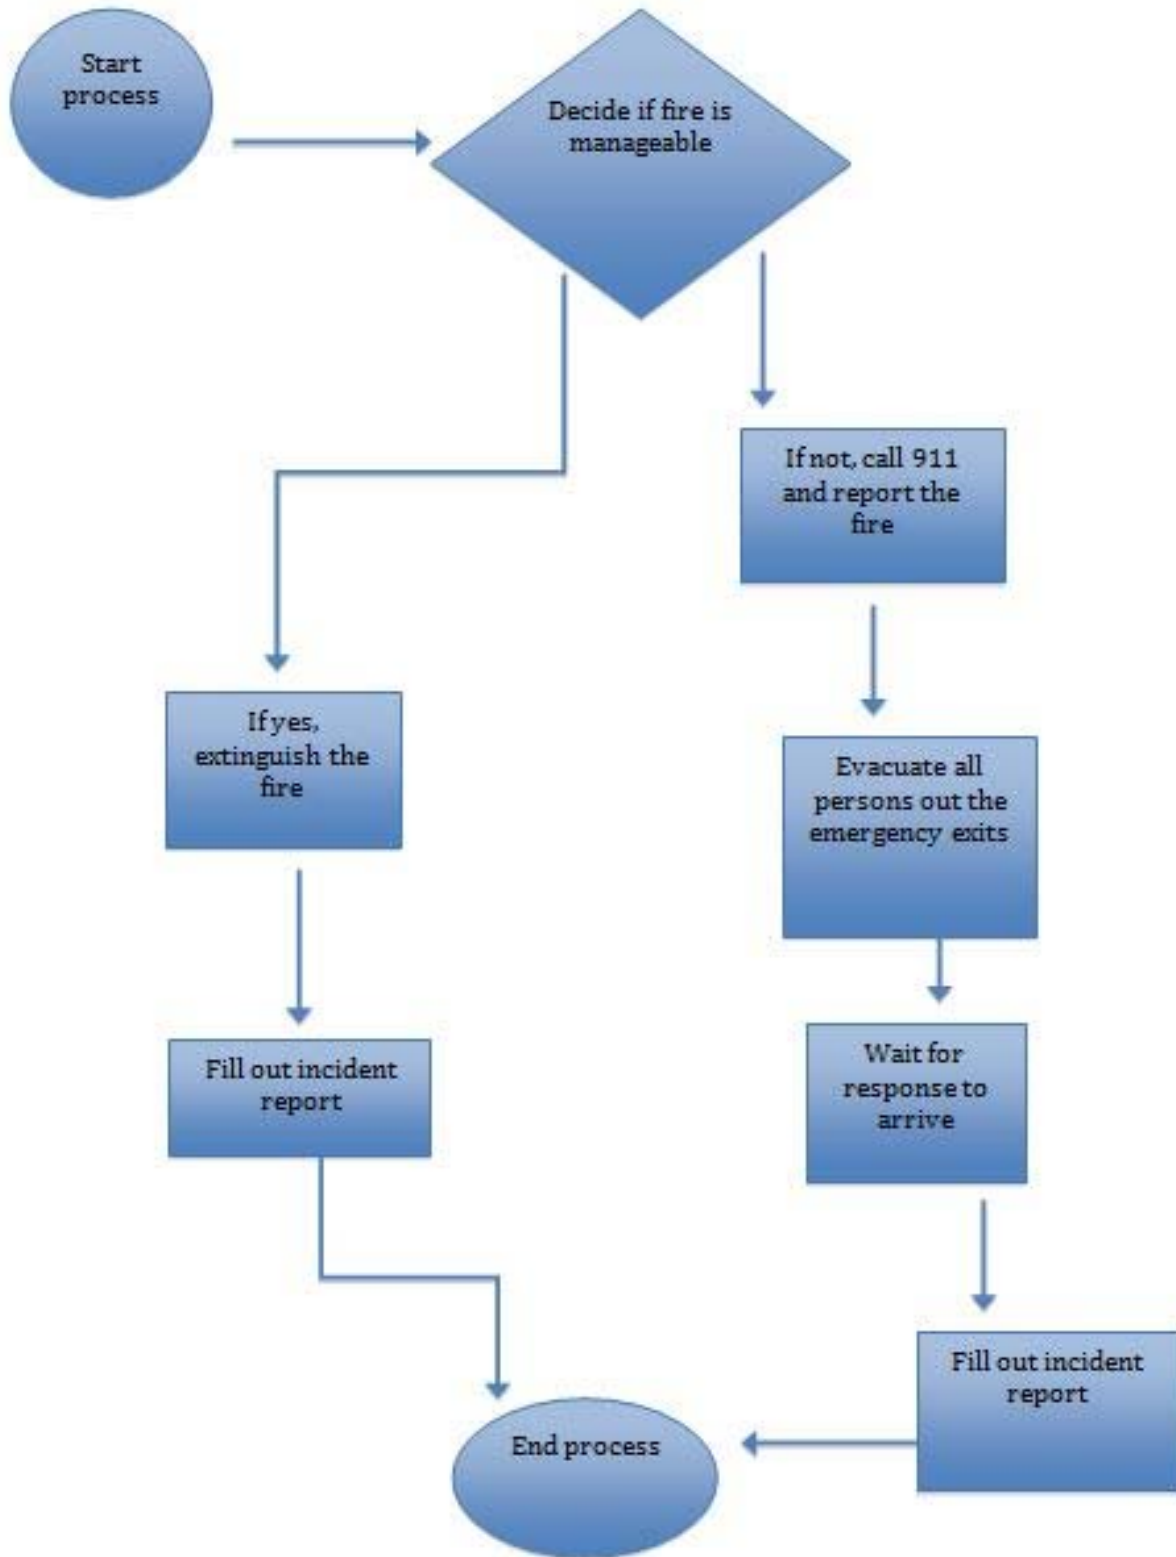 Start
process
Decide if fire is
manageable
If not, call 911
and report the
fire
If yes,
extinguish the
fire
Evacuate all
persons out the
emergency exits
Fill out incident
report
Wait for
response to
arrive
Fill out incident
report
End process